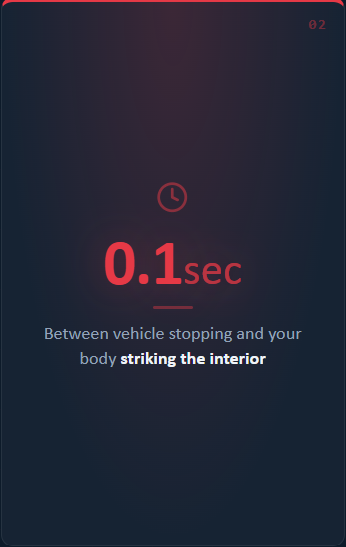 02
0.1sec
Between vehicle stopping and your
body striking the interior